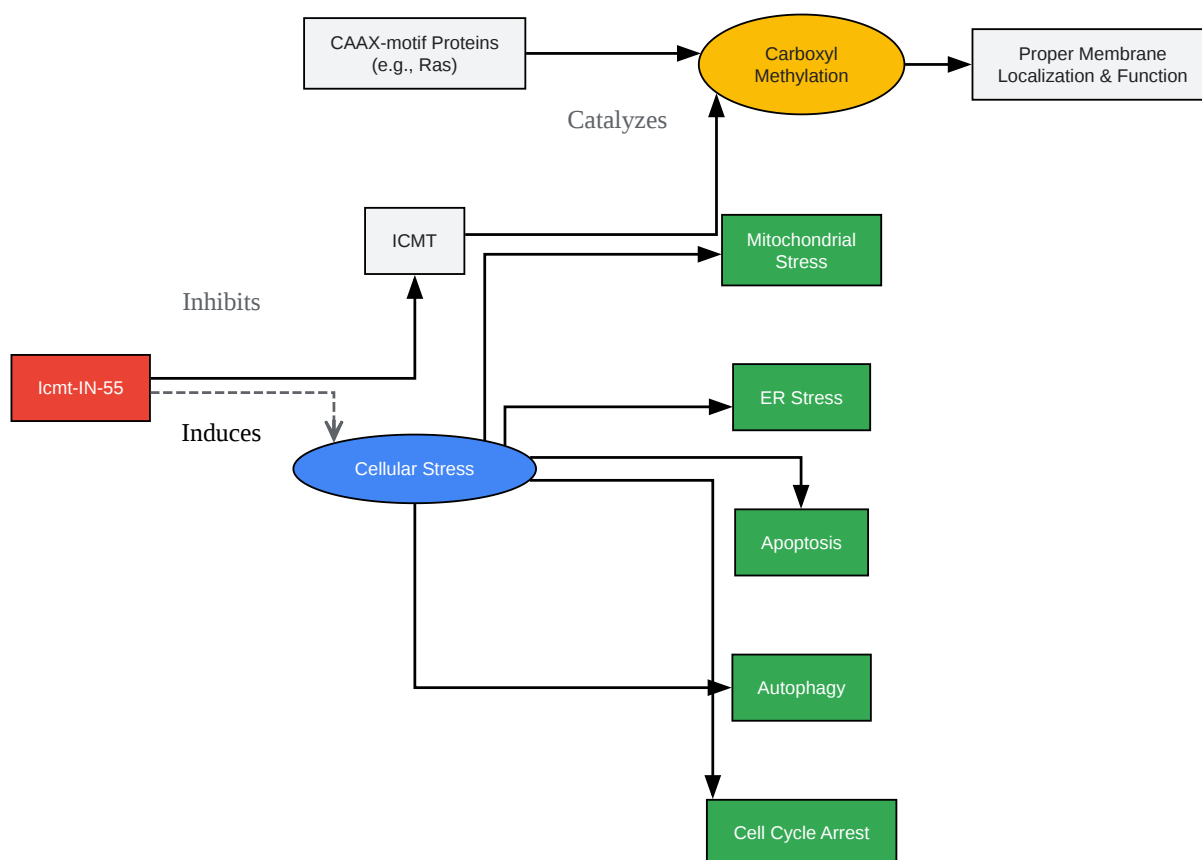 CAAX-motif Proteins
(e.g., Ras)
Carboxyl
Methylation
Proper Membrane
Localization & Function
Catalyzes
ICMT
Mitochondrial
Stress
Inhibits
Icmt-IN-55
ER Stress
Induces
Cellular Stress
Apoptosis
Autophagy
Cell Cycle Arrest